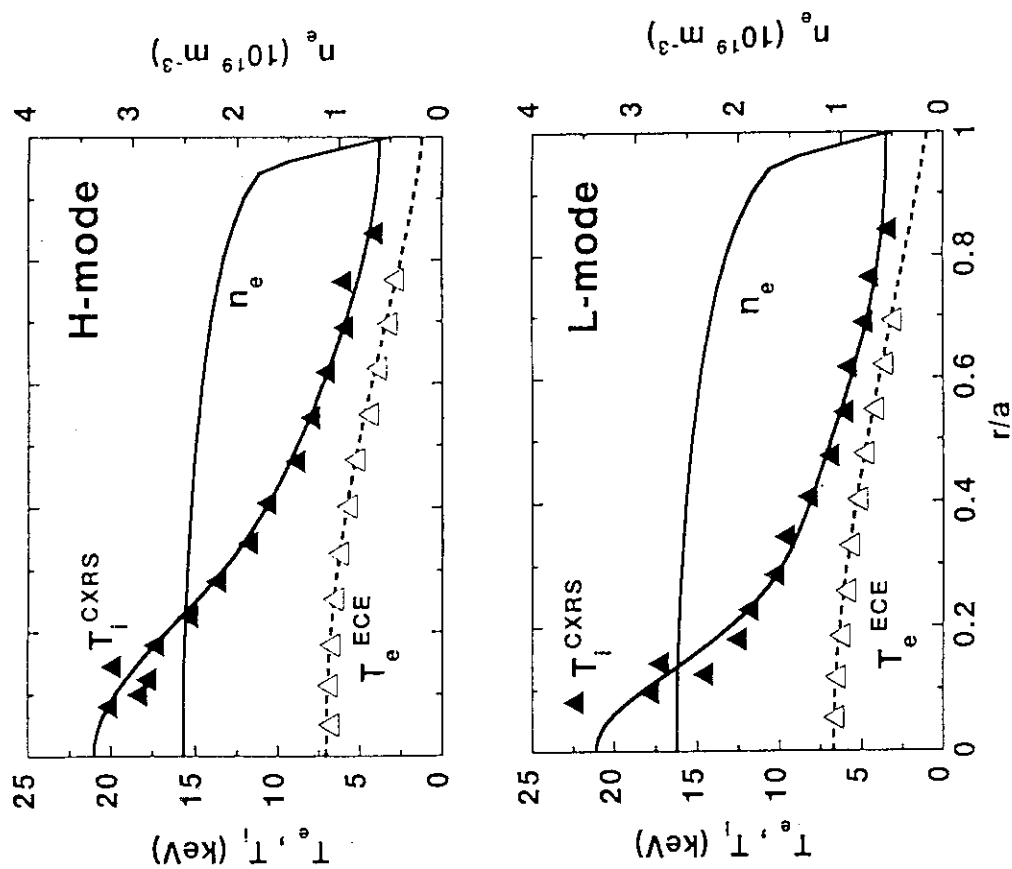 n_e (10^19 m^-3)
4
3
2
1
0
H-mode
n_e
T_i^CXRS
T_e^ECE
25
20
15
10
5
0
T_e , T_i (keV)
n_e (10^19 m^-3)
4
3
2
1
0
L-mode
n_e
T_i^CXRS
T_e^ECE
25
20
15
10
5
0
T_e , T_i (keV)
0
0.2
0.4
0.6
0.8
1
r/a